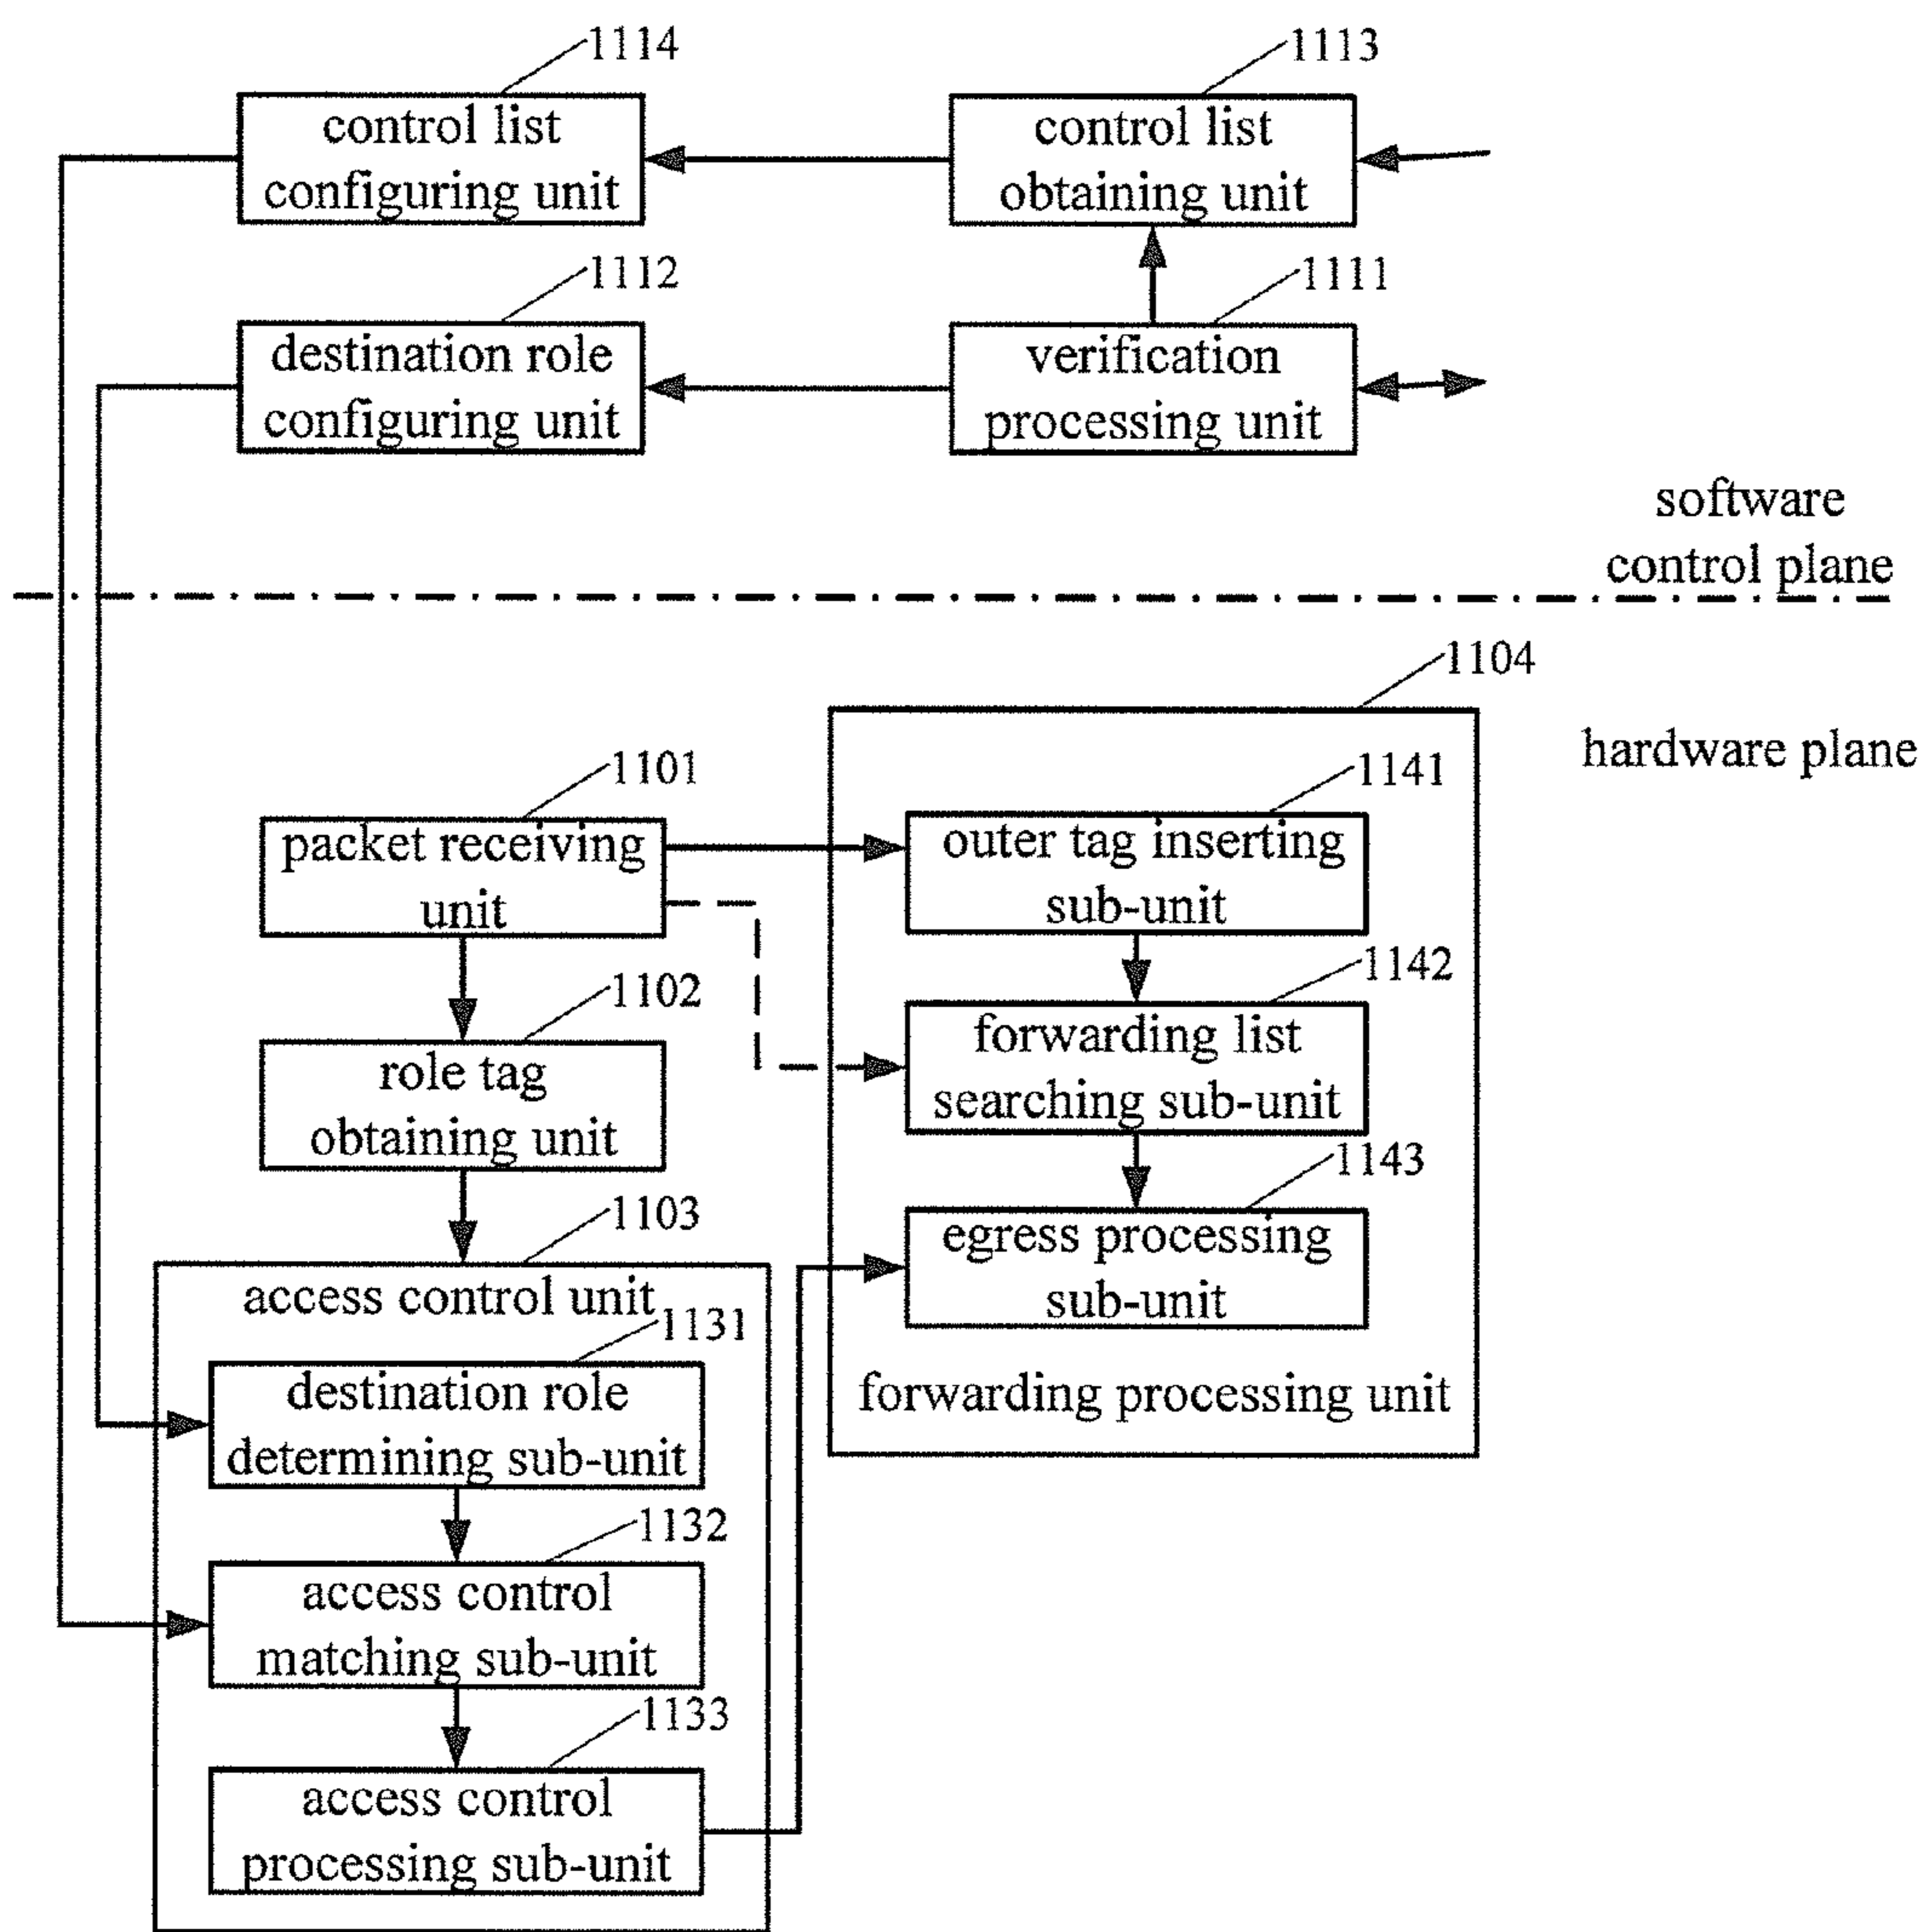 1114
control list
configuring unit
1113
control list
obtaining unit
1112
destination role
configuring unit
1111
verification
processing unit
software
control plane
1104
hardware plane
1101
packet receiving
unit
1141
outer tag inserting
sub-unit
1102
role tag
obtaining unit
1142
forwarding list
searching sub-unit
1143
egress processing
sub-unit
forwarding processing unit
1103
access control unit
1131
destination role
determining sub-unit
1132
access control
matching sub-unit
1133
access control
processing sub-unit